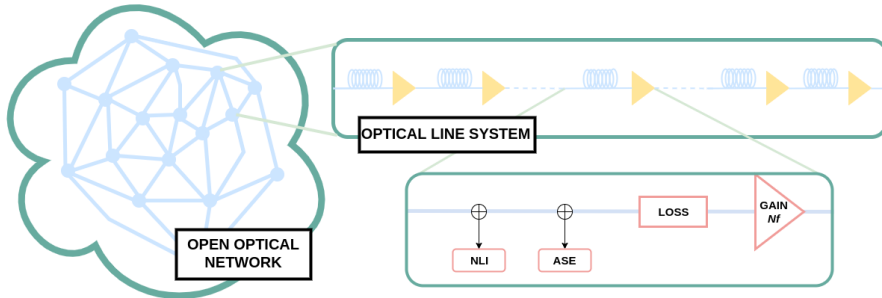 OPTICAL LINE SYSTEM
OPEN OPTICAL
NETWORK
NLI
ASE
LOSS
GAIN
Nf